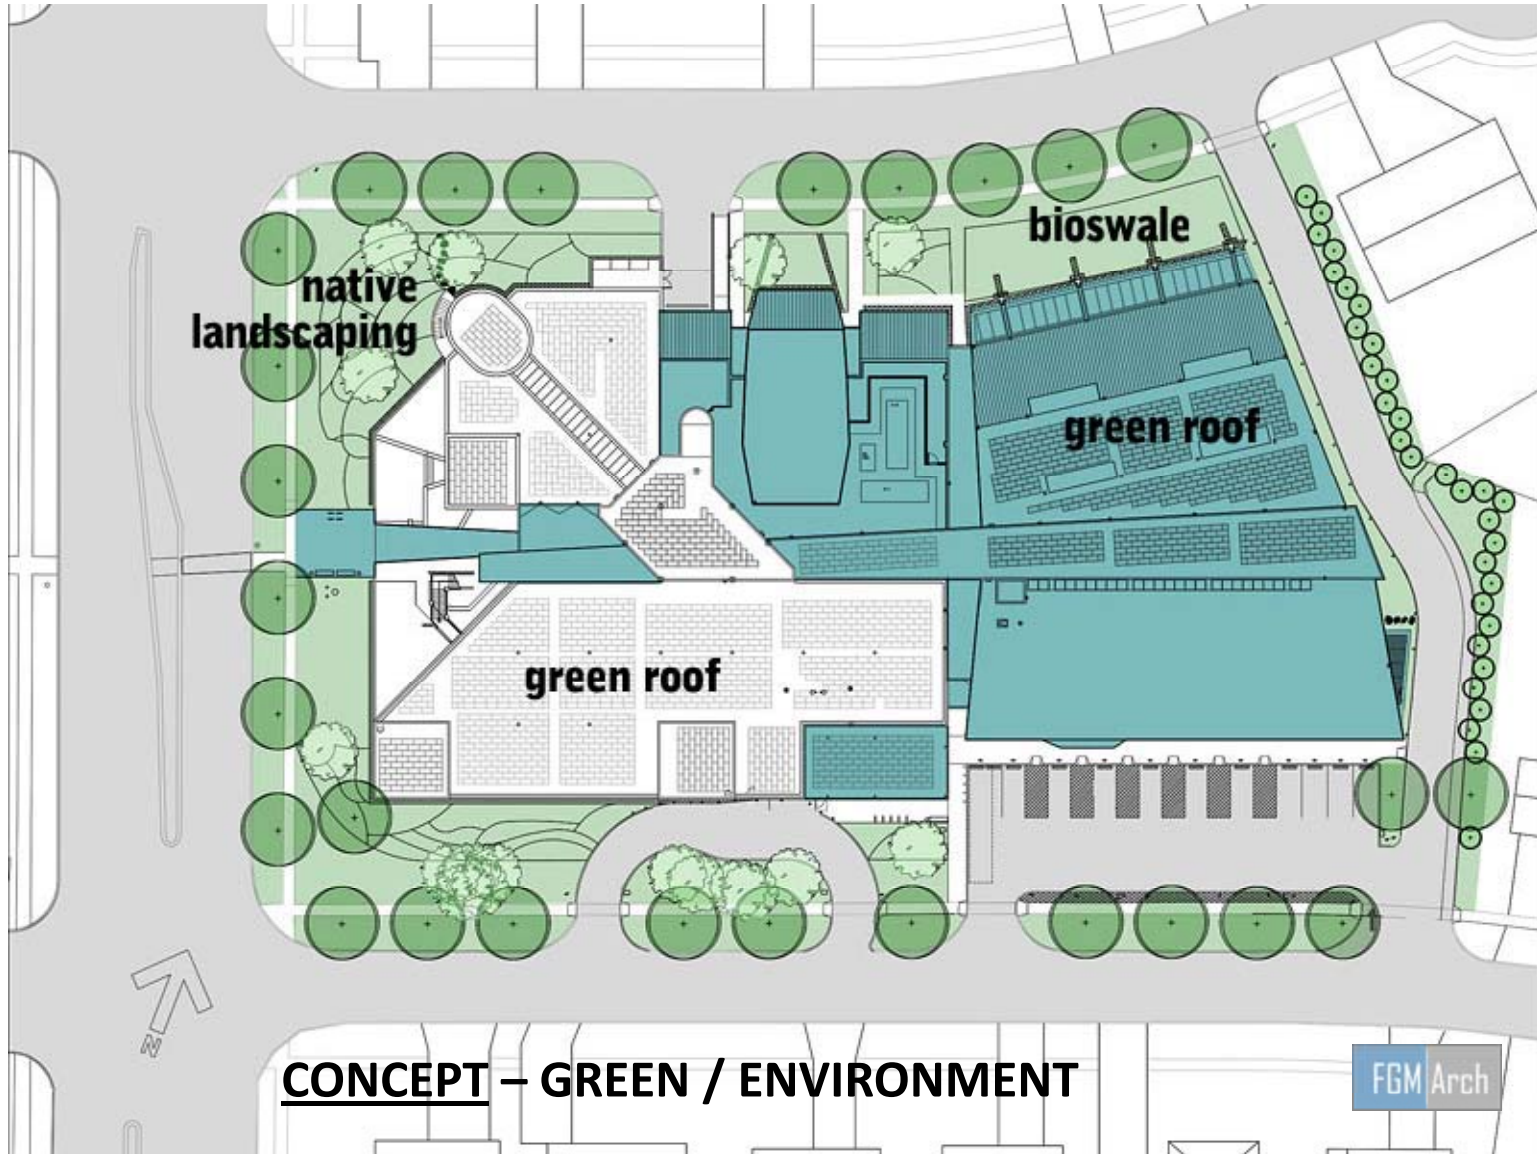 bioswale
native
landscaping
green roof
green roof
N
CONCEPT – GREEN / ENVIRONMENT
FGM Arch